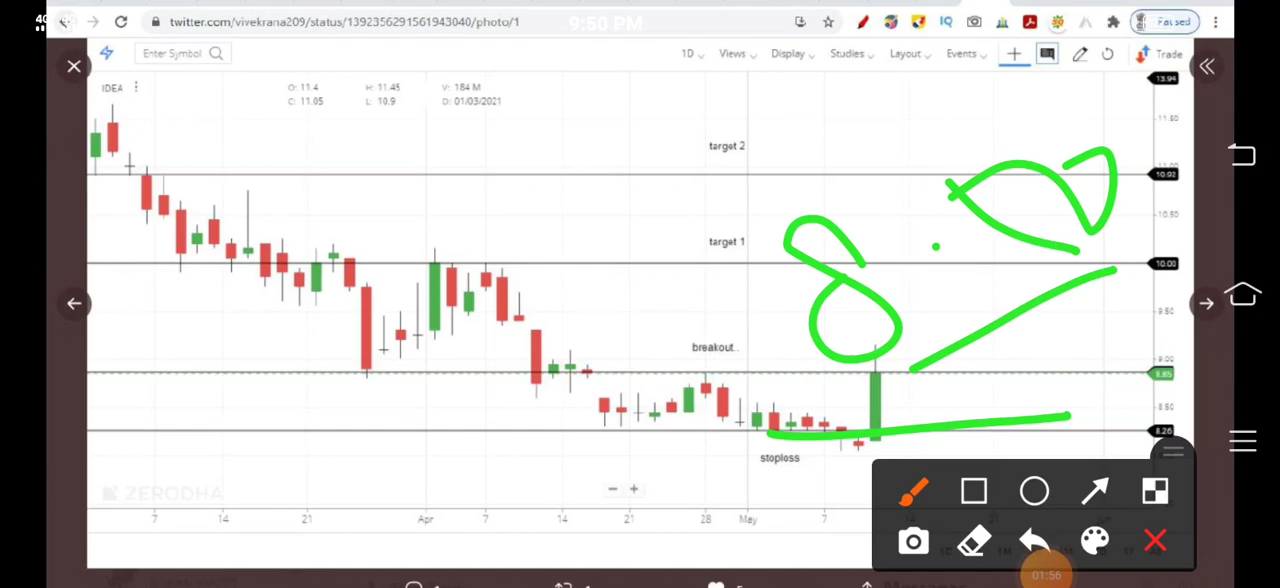 twitter.com/vivekrana209/status/1392356291561943040/photo/1
9:50 PM
Paused
Enter Symbol
1D Views Display Studies Layout Events Trade
IDEA
O: 11.4 H: 11.45 V: 184 M
C: 11.05 L: 10.9 D: 01/03/2021
13.94
11.50
target 2
11.00
10.92
10.50
target 1
10.00
9.50
breakout..
9.00
8.85
8.50
8.26
stoploss
ZERODHA
7 14 21 Apr 7 14 21 28 May 7
01:56